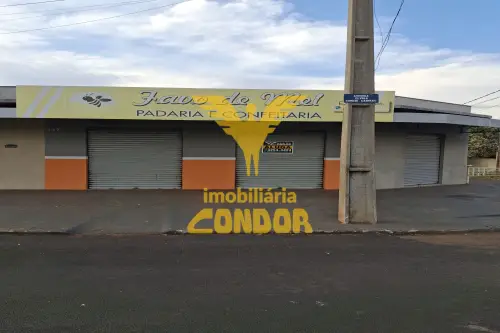 Favo de Mel
PADARIA E CONFEITARIA
imobiliária
CONDOR